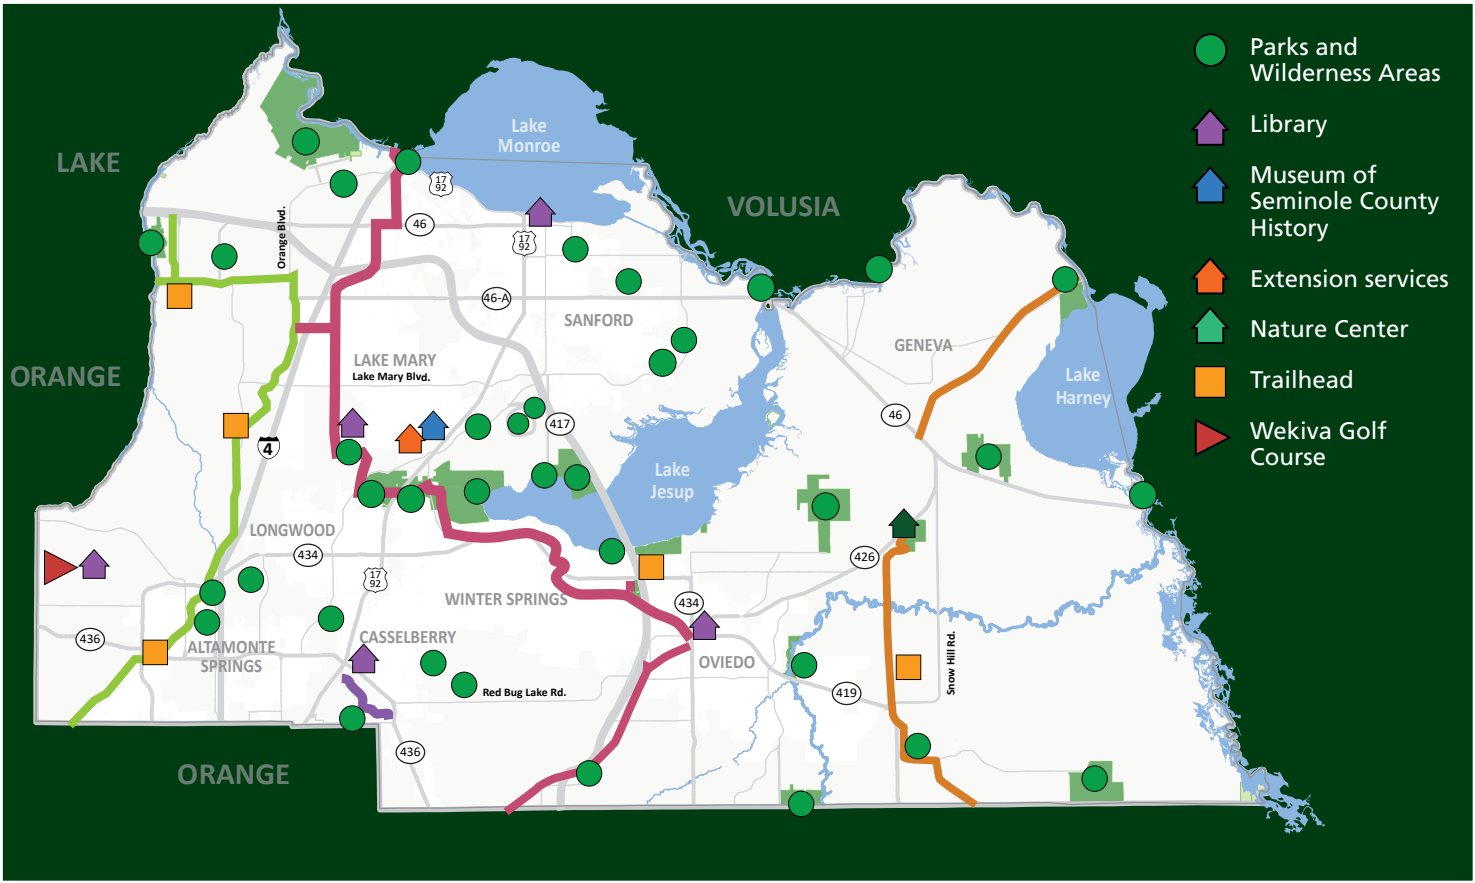 Parks and
Wilderness Areas
Library
Museum of
Seminole County
History
Extension services
Nature Center
Trailhead
Wekiva Golf
Course
LAKE
Lake
Monroe
17
92
VOLUSIA
46
17
92
Orange Blvd.
46-A
SANFORD
GENEVA
ORANGE
LAKE MARY
Lake Mary Blvd.
Lake
Harney
46
417
4
Lake
Jesup
LONGWOOD
434
426
17
92
WINTER SPRINGS
434
436
CASSELBERRY
ALTAMONTE
SPRINGS
OVIEDO
Snow Hill Rd.
Red Bug Lake Rd.
419
436
ORANGE